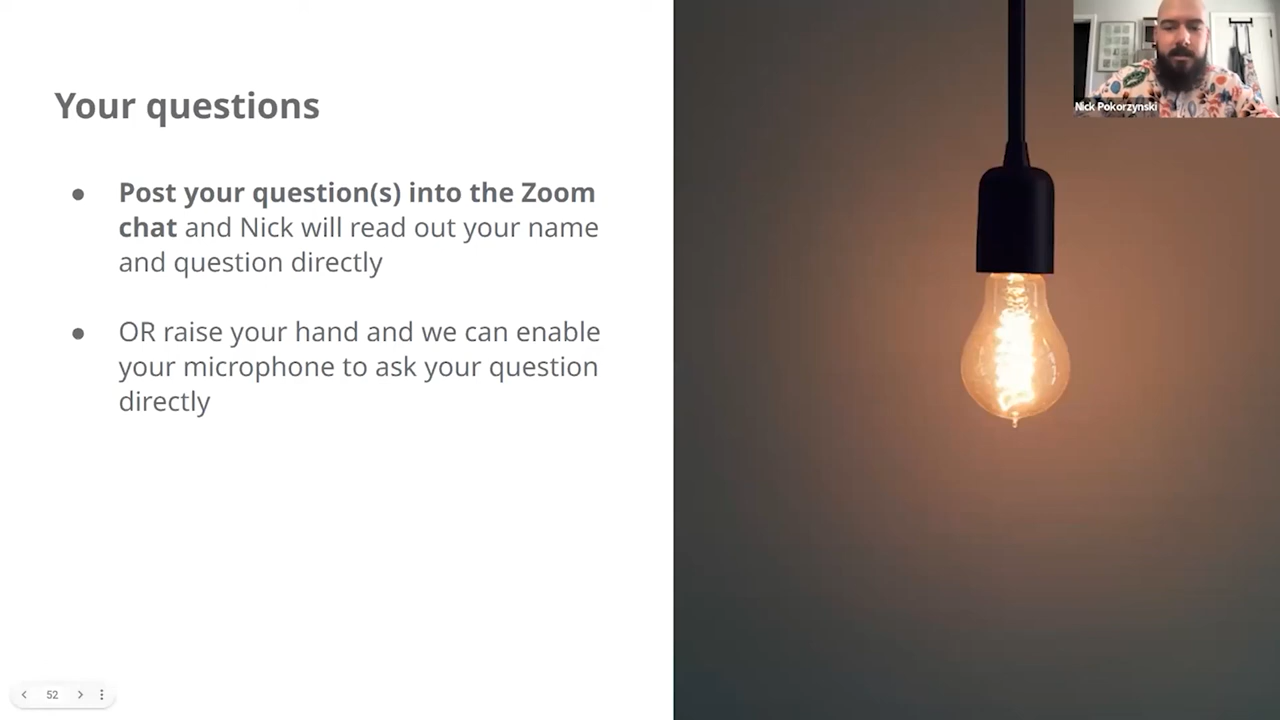 Your questions
● Post your question(s) into the Zoom
chat and Nick will read out your name
and question directly
● OR raise your hand and we can enable
your microphone to ask your question
directly
Nick Pokorzynski
52